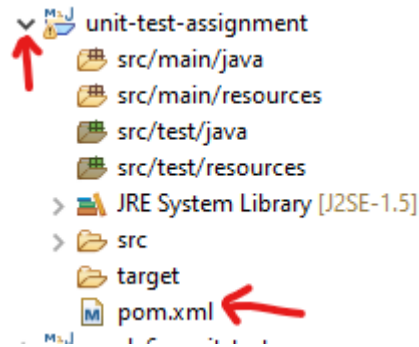 unit-test-assignment
src/main/java
src/main/resources
src/test/java
src/test/resources
JRE System Library [J2SE-1.5]
src
target
pom.xml